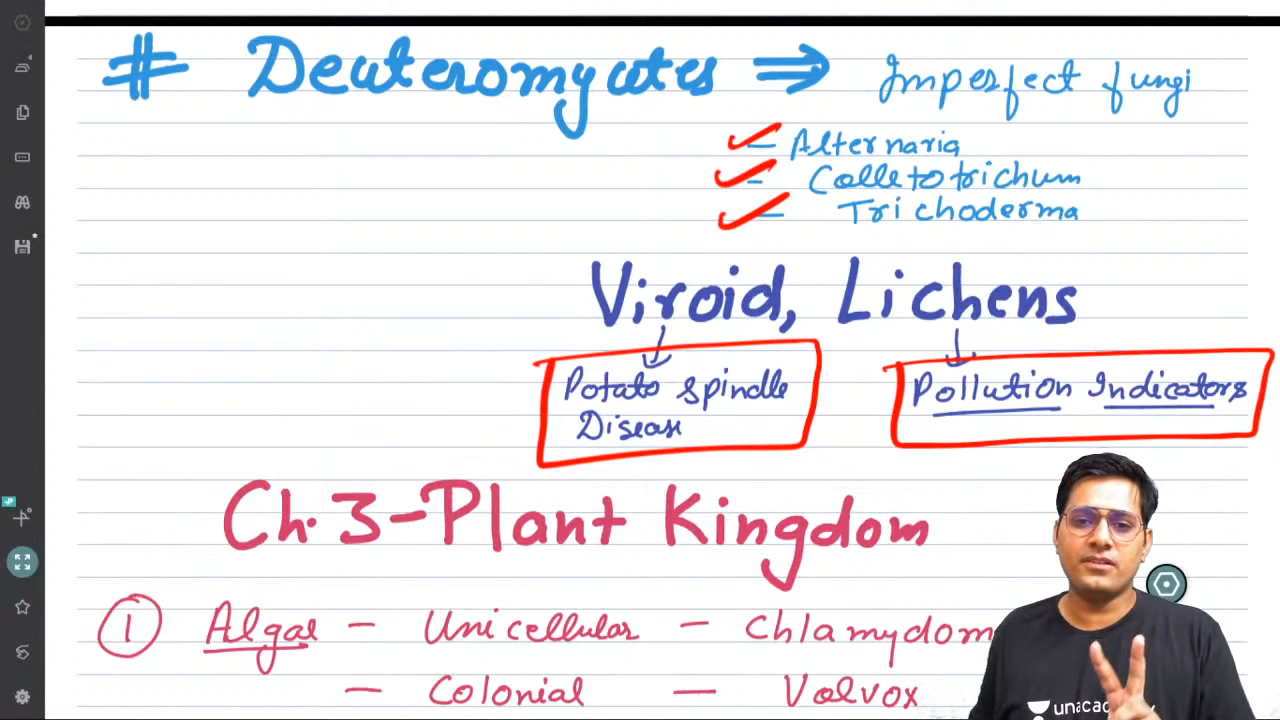 # Deuteromycetes ⇒ Imperfect fungi
– Alternaria
– Colletotrichum
– Trichoderma
Viroid, Lichens
Potato Spindle Pollution Indicators
Disease
Ch.3-Plant Kingdom
1 Algae – Unicellular – Chlamydom
– Colonial – Volvox